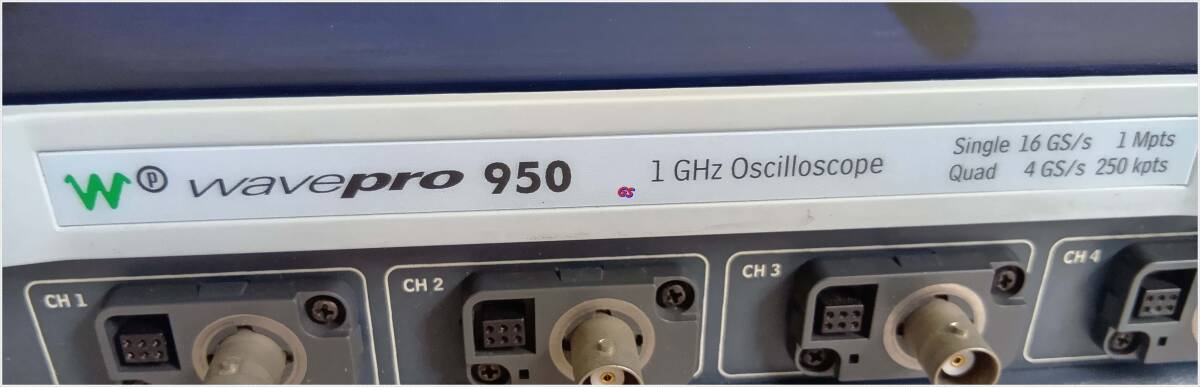 W P wavepro 950
GS
1 GHz Oscilloscope
Single 16 GS/s 1 Mpts
Quad 4 GS/s 250 kpts
CH 1
CH 2
CH 3
CH 4